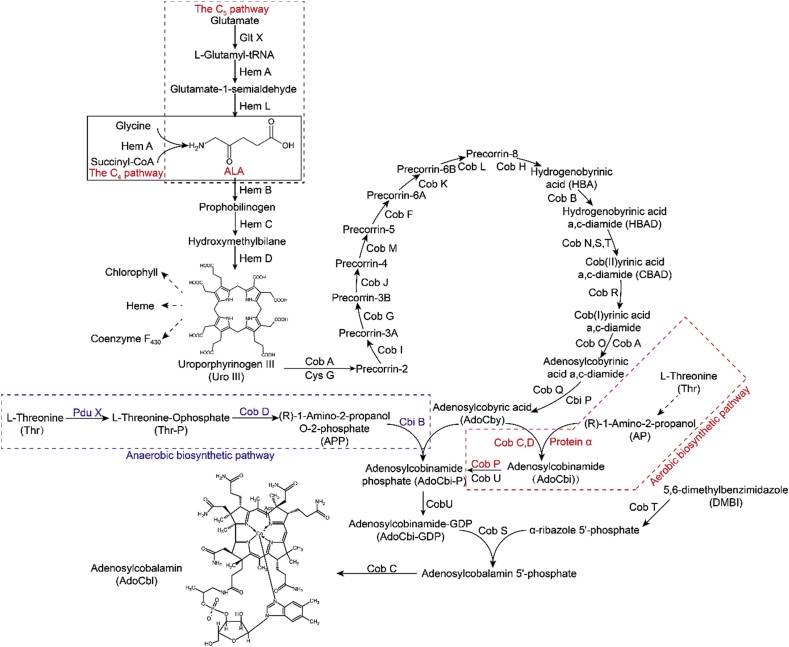 The C5 pathway
Glutamate
Glt X
L-Glutamyl-tRNA
Hem A
Glutamate-1-semialdehyde
Hem L
Glycine
Hem A
Succinyl-CoA
The C4 pathway
H2N
O
O
OH
ALA
Hem B
Prophobilinogen
Hem C
Hydroxymethylbilane
Hem D
Chlorophyll
Heme
Coenzyme F430
Uroporphyrinogen III
(Uro III)
Cob A
Cys G
Precorrin-2
Cob I
Precorrin-3A
Cob G
Precorrin-3B
Cob J
Precorrin-4
Cob M
Precorrin-5
Cob F
Precorrin-6A
Cob K
Precorrin-6B
Cob L
Precorrin-8
Cob H
Hydrogenobyrinic
acid (HBA)
Cob B
Hydrogenobyrinic acid
a,c-diamide (HBAD)
Cob N,S,T
Cob(II)yrinic acid
a,c-diamide (CBAD)
Cob R
Cob(I)yrinic acid
a,c-diamide
Cob O
Cob A
Adenosylcobyrinic
acid a,c-diamide
Cob Q
Cbi P
Adenosylcobyric acid
(AdoCby)
L-Threonine
(Thr)
(R)-1-Amino-2-propanol
(AP)
Aerobic biosynthetic pathway
Cob C,D
Protein α
Adenosylcobinamide
(AdoCbi))
Cob P
Cob U
L-Threonine
(Thr)
Pdu X
L-Threonine-Ophosphate
(Thr-P)
Cob D
(R)-1-Amino-2-propanol
O-2-phosphate
(APP)
Cbi B
Anaerobic biosynthetic pathway
Adenosylcobinamide
phosphate (AdoCbi-P)
CobU
Adenosylcobinamide-GDP
(AdoCbi-GDP)
Cob S
5,6-dimethylbenzimidazole
(DMBI)
Cob T
α-ribazole 5'-phosphate
Adenosylcobalamin 5'-phosphate
Cob C
Adenosylcobalamin
(AdoCbl)